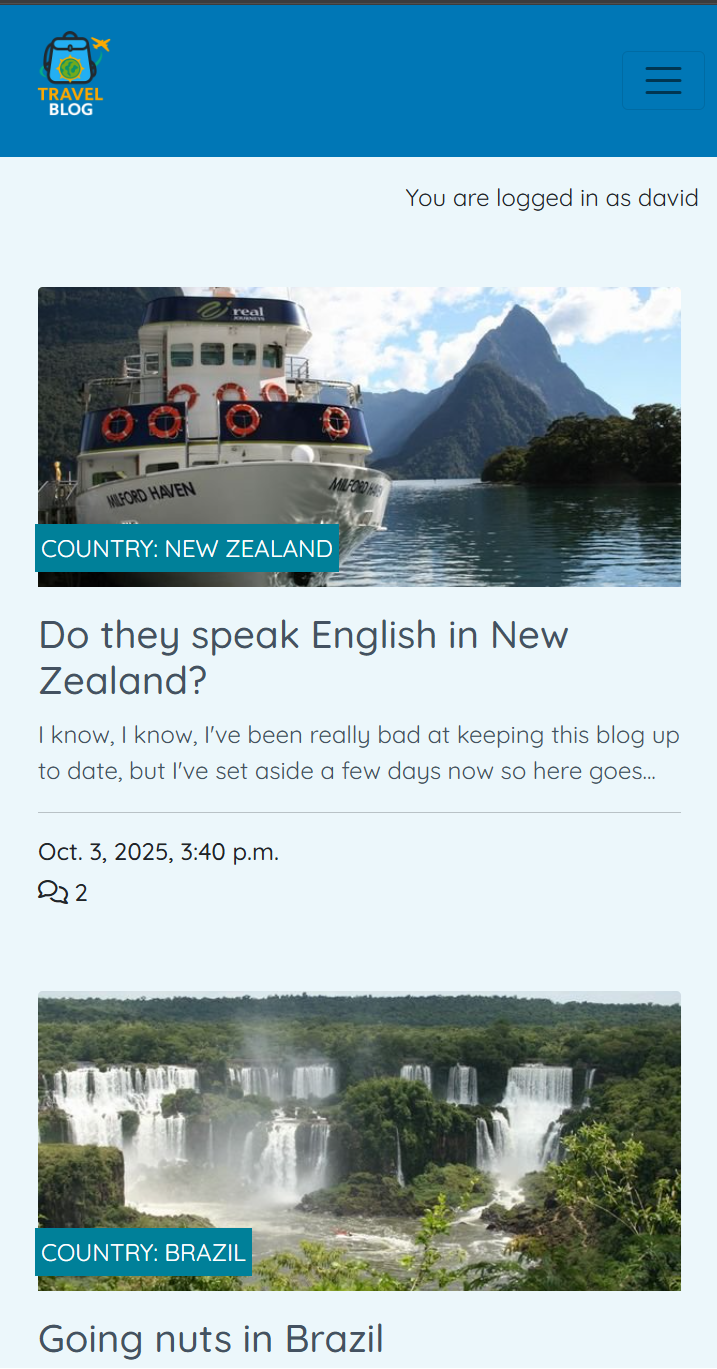 TRAVEL
BLOG
You are logged in as david
real
JOURNEYS
MILFORD HAVEN
MILFORD HAVEN
COUNTRY: NEW ZEALAND
Do they speak English in New
Zealand?
I know, I know, I've been really bad at keeping this blog up
to date, but I've set aside a few days now so here goes...
Oct. 3, 2025, 3:40 p.m.
2
COUNTRY: BRAZIL
Going nuts in Brazil